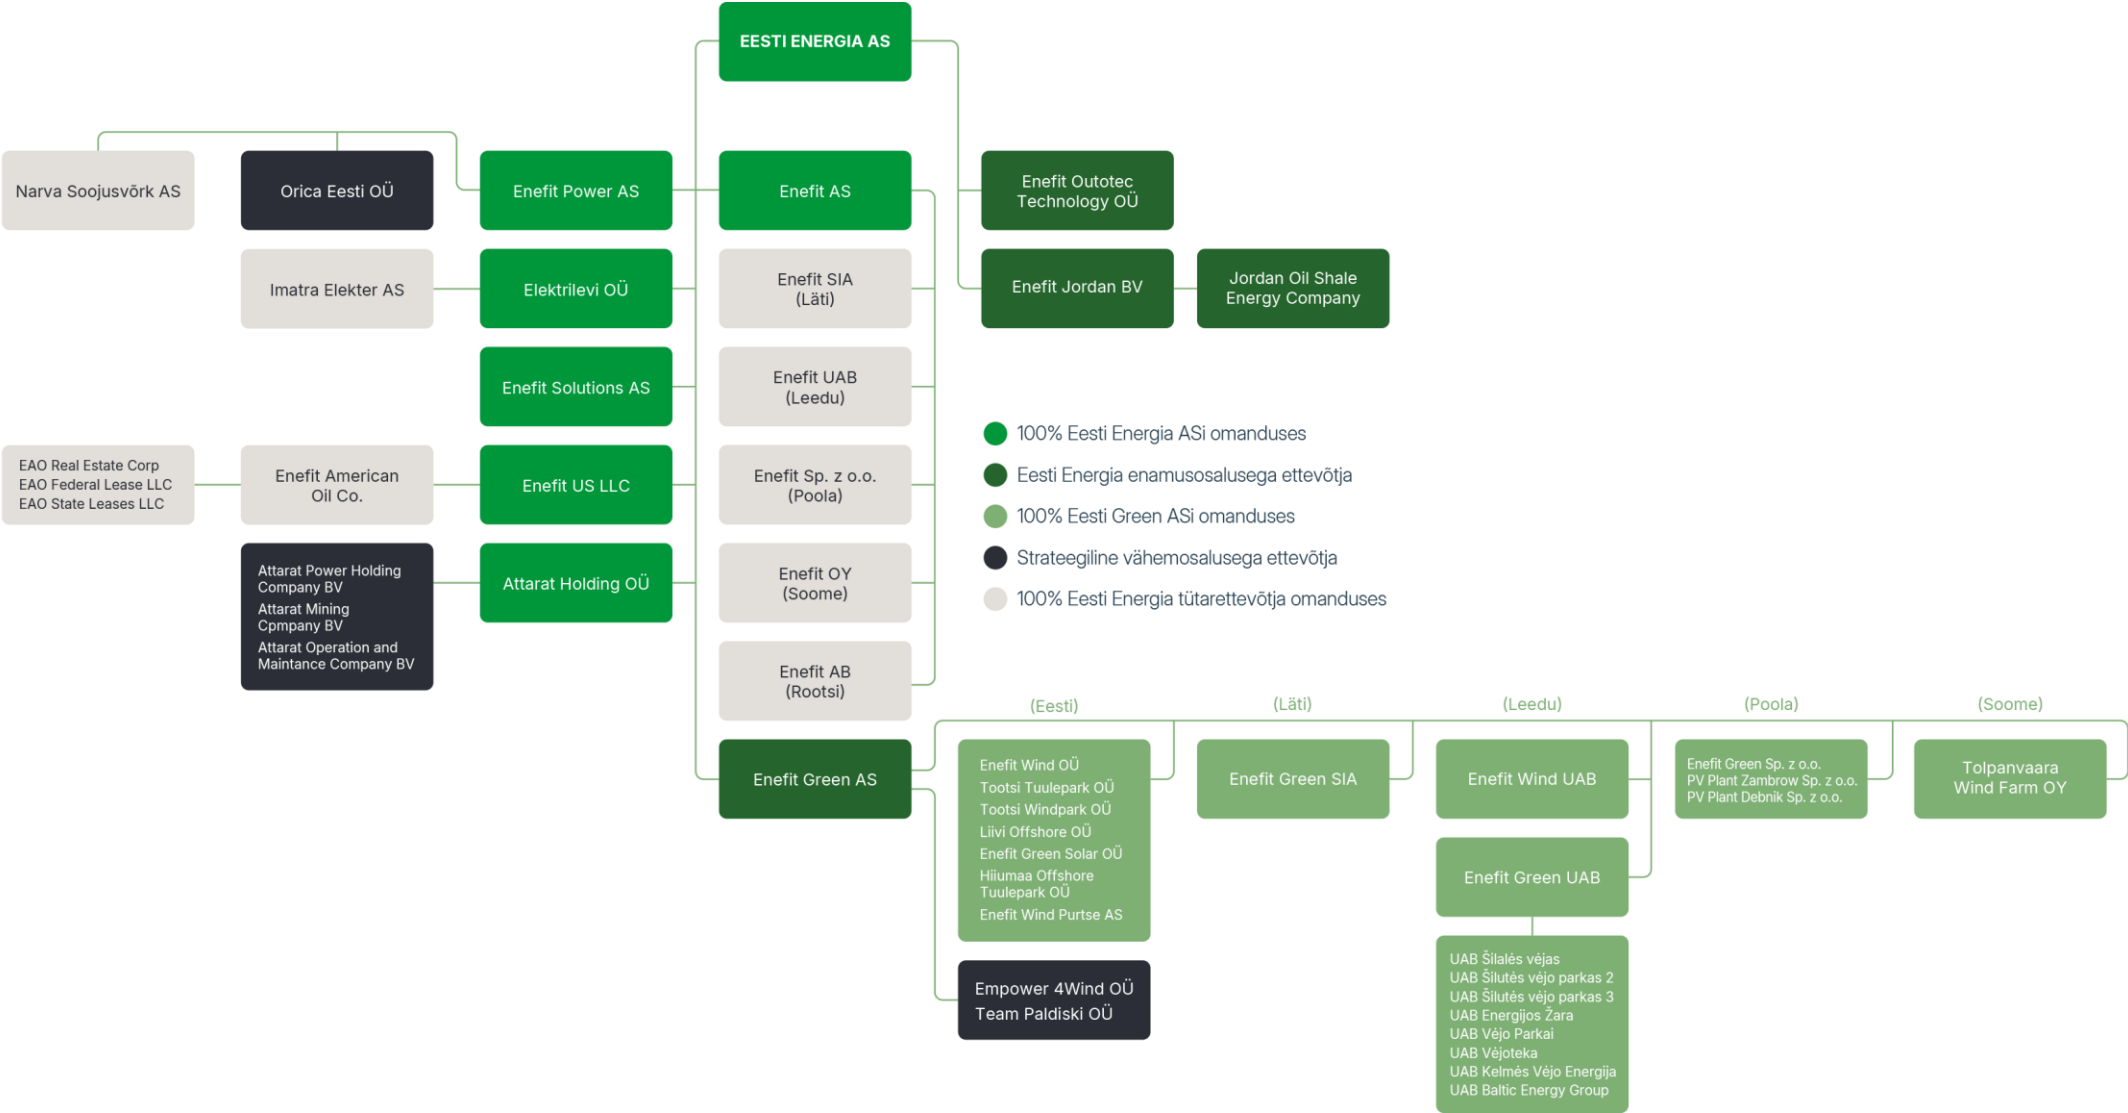 EESTI ENERGIA AS
Narva Soojusvõrk AS
Orica Eesti OÜ
Enefit Power AS
Enefit AS
Enefit Outotec
Technology OÜ
Imatra Elekter AS
Elektrilevi OÜ
Enefit SIA
(Läti)
Enefit Jordan BV
Jordan Oil Shale
Energy Company
Enefit Solutions AS
Enefit UAB
(Leedu)
EAO Real Estate Corp
EAO Federal Lease LLC
EAO State Leases LLC
Enefit American
Oil Co.
Enefit US LLC
Enefit Sp. z o.o.
(Poola)
100% Eesti Energia ASi omanduses
Eesti Energia enamusosalusega ettevõtja
100% Eesti Green ASi omanduses
Strateegiline vähemosalusega ettevõtja
100% Eesti Energia tütarettevõtja omanduses
Attarat Power Holding
Company BV
Attarat Mining
Cpmpany BV
Attarat Operation and
Maintance Company BV
Attarat Holding OÜ
Enefit OY
(Soome)
Enefit AB
(Rootsi)
Enefit Green AS
(Eesti)
(Läti)
(Leedu)
(Poola)
(Soome)
Enefit Wind OÜ
Tootsi Tuulepark OÜ
Tootsi Windpark OÜ
Liivi Offshore OÜ
Enefit Green Solar OÜ
Hiiumaa Offshore
Tuulepark OÜ
Enefit Wind Purtse AS
Enefit Green SIA
Enefit Wind UAB
Enefit Green Sp. z o.o.
PV Plant Zambrow Sp. z o.o.
PV Plant Debnik Sp. z o.o.
Tolpanvaara
Wind Farm OY
Enefit Green UAB
Empower 4Wind OÜ
Team Paldiski OÜ
UAB Šilalės vėjas
UAB Šilutės vėjo parkas 2
UAB Šilutės vėjo parkas 3
UAB Energijos Žara
UAB Vėjo Parkai
UAB Vėjoteka
UAB Kelmės Vėjo Energija
UAB Baltic Energy Group